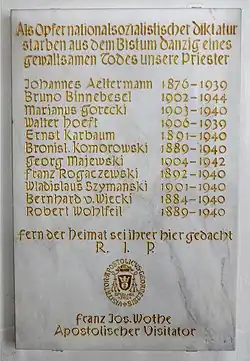 Als Opfer nationalsozialistischer diktatur
starben aus dem Bistum danzig eines
gewaltsamen Todes unsere Priester
Johannes Aeltermann 1876-1939
Bruno Binnebesel 1902-1944
Marianus Gorecki 1903-1940
Walter hoeft 1906-1939
Ernst Karbaum 1891-1940
Bronisl. Komorowski 1889-1940
Georg Majewski 1904-1942
Franz Rogaczewski 1892-1940
Wladislaus Szymanski 1901-1940
Bernhard v. Wiecki 1884-1940
Robert Wohlfeil 1889-1940
fern der Heimat sei ihrer hier gedacht
R. I. P.
Franz Jos. Wothe
Apostolischer Visitator